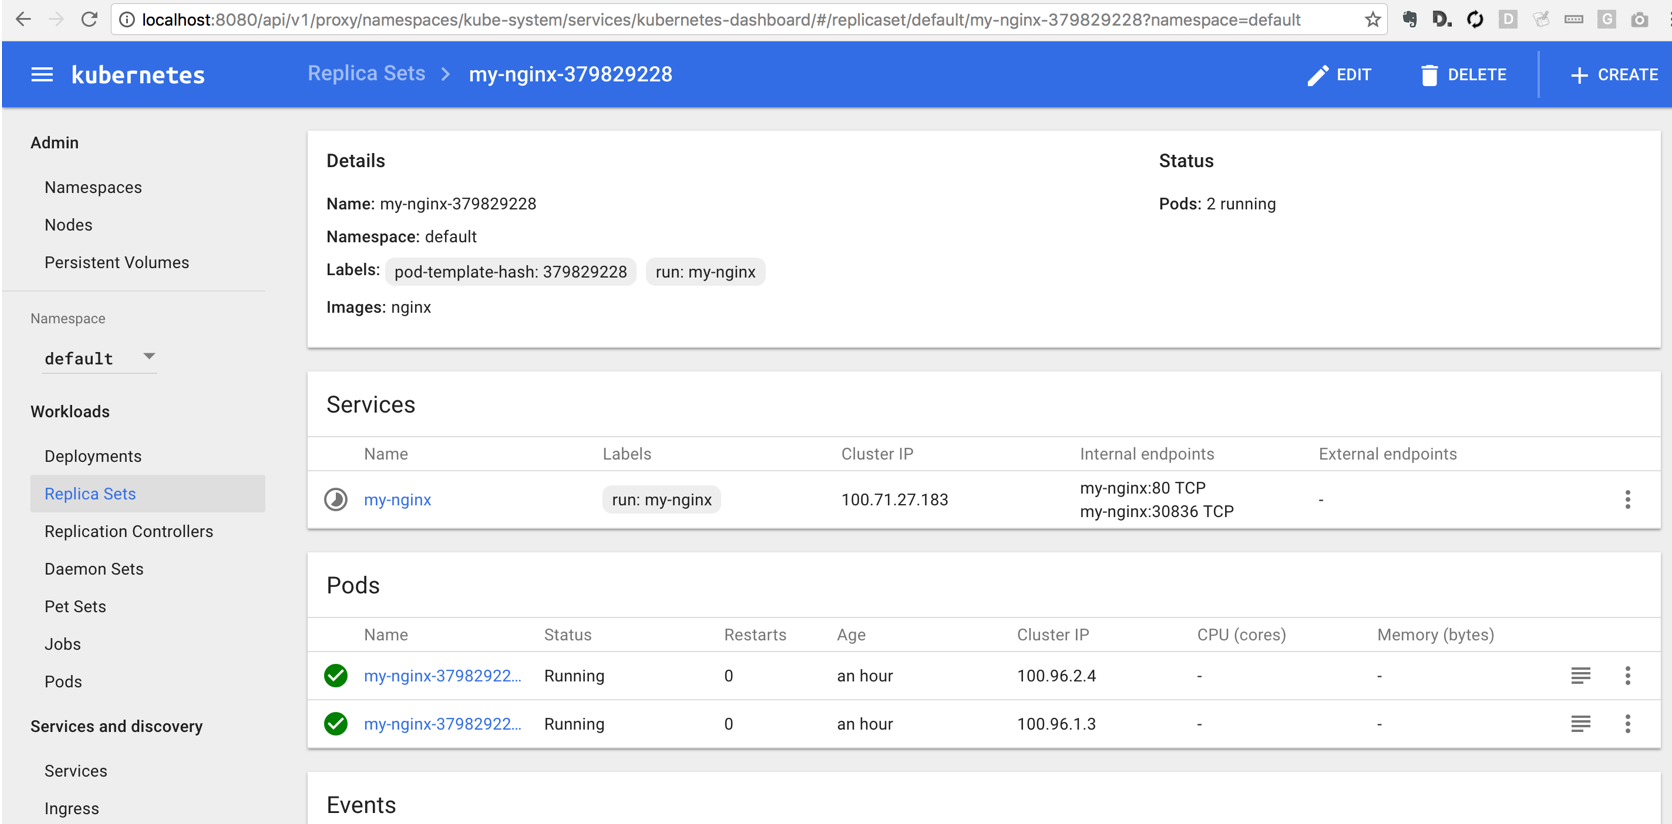 localhost:8080/api/v1/proxy/namespaces/kube-system/services/kubernetes-dashboard/#/replicaset/default/my-nginx-379829228?namespace=default
D.
D
G
kubernetes
Replica Sets > my-nginx-379829228
EDIT
DELETE
+ CREATE
Admin
Namespaces
Nodes
Persistent Volumes
Namespace
default
Workloads
Deployments
Replica Sets
Replication Controllers
Daemon Sets
Pet Sets
Jobs
Pods
Services and discovery
Services
Ingress
Details
Name: my-nginx-379829228
Namespace: default
Labels: pod-template-hash: 379829228 run: my-nginx
Images: nginx
Status
Pods: 2 running
Services
Name Labels Cluster IP Internal endpoints External endpoints
my-nginx run: my-nginx 100.71.27.183 my-nginx:80 TCP -
my-nginx:30836 TCP
Pods
Name Status Restarts Age Cluster IP CPU (cores) Memory (bytes)
my-nginx-37982922... Running 0 an hour 100.96.2.4 - -
my-nginx-37982922... Running 0 an hour 100.96.1.3 - -
Events